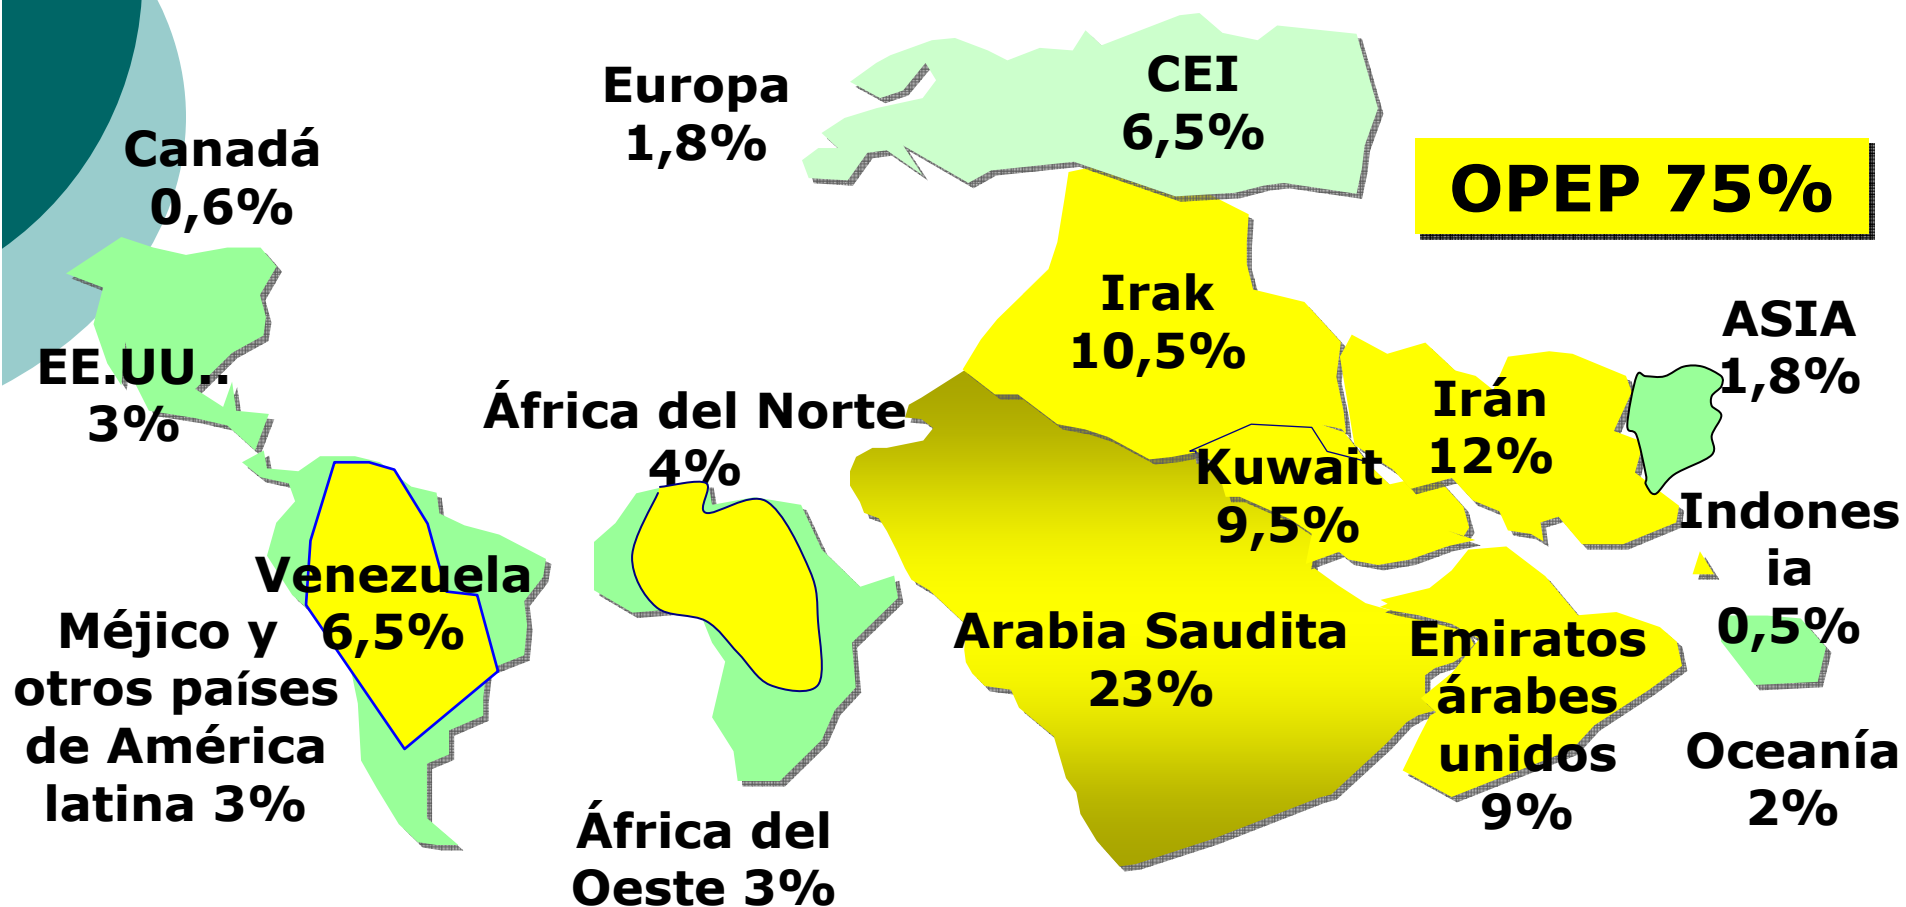 Europa
1,8%
CEI
6,5%
Canadá
0,6%
OPEP 75%
Irak
10,5%
ASIA
1,8%
EE.UU..
3%
África del Norte
4%
Irán
12%
Kuwait
9,5%
Indones
ia
0,5%
Venezuela
6,5%
Méjico y
otros países
de América
latina 3%
Arabia Saudita
23%
Emiratos
árabes
unidos
9%
Oceanía
2%
África del
Oeste 3%